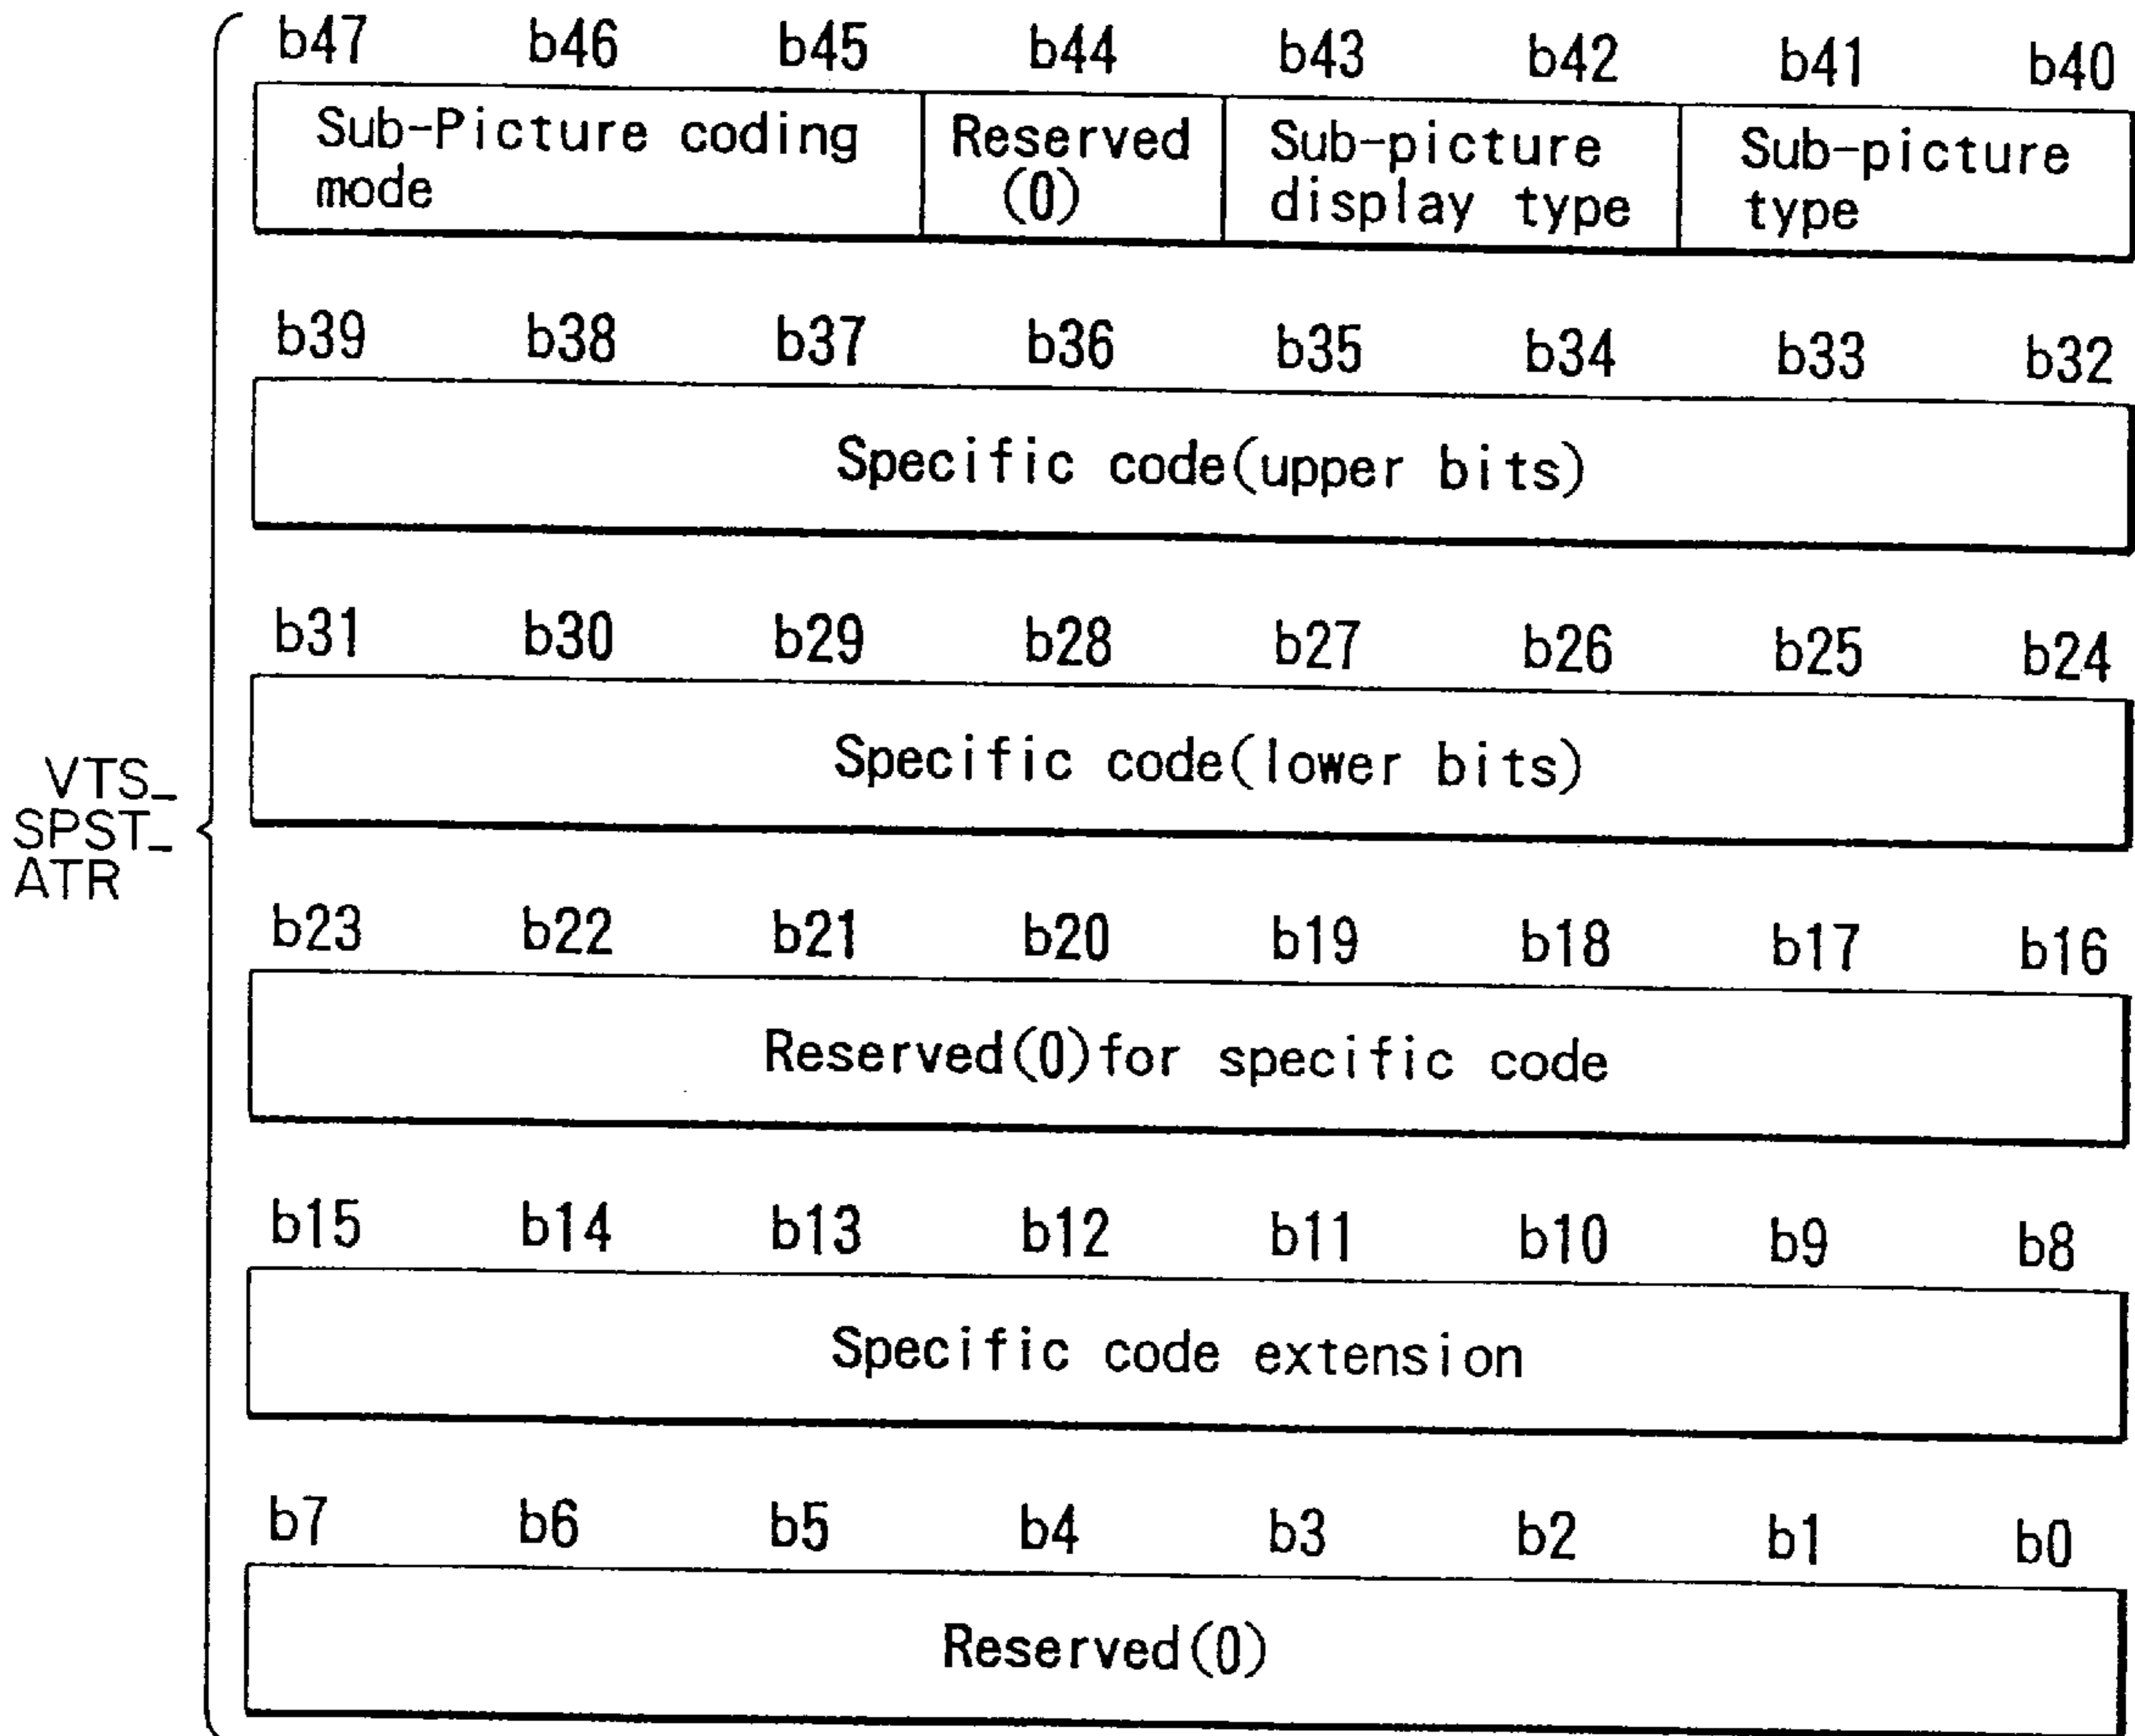 b47 b46 b45 b44 b43 b42 b41 b40
Sub-Picture coding mode
Reserved (0)
Sub-picture display type
Sub-picture type
b39 b38 b37 b36 b35 b34 b33 b32
Specific code(upper bits)
b31 b30 b29 b28 b27 b26 b25 b24
Specific code(lower bits)
VTS_
SPST_
ATR
b23 b22 b21 b20 b19 b18 b17 b16
Reserved(0)for specific code
b15 b14 b13 b12 b11 b10 b9 b8
Specific code extension
b7 b6 b5 b4 b3 b2 b1 b0
Reserved(0)